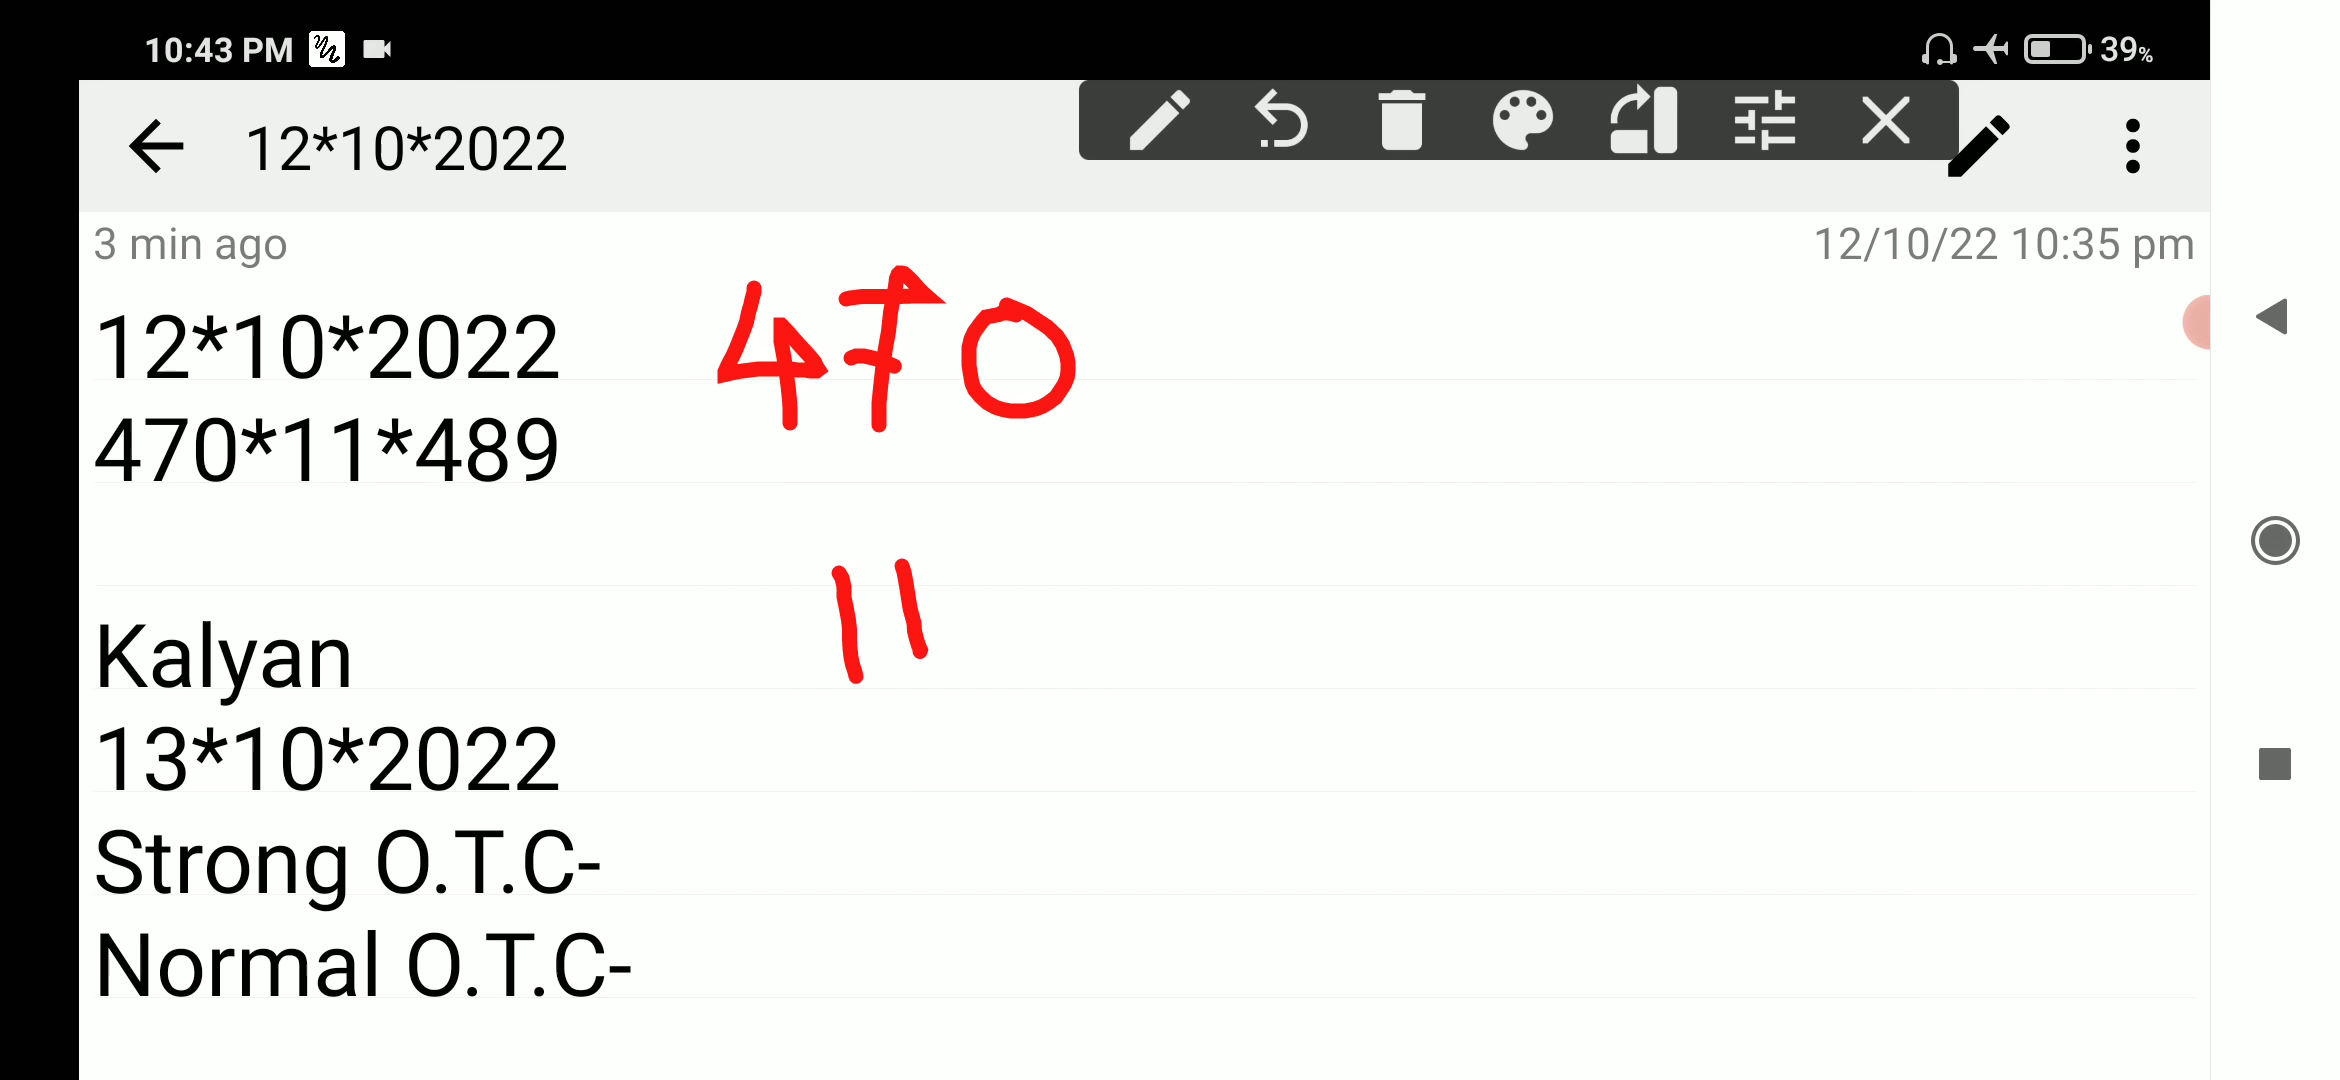 10:43 PM 39%
12*10*2022
3 min ago 12/10/22 10:35 pm
12*10*2022 470
470*11*489
11
Kalyan
13*10*2022
Strong O.T.C-
Normal O.T.C-